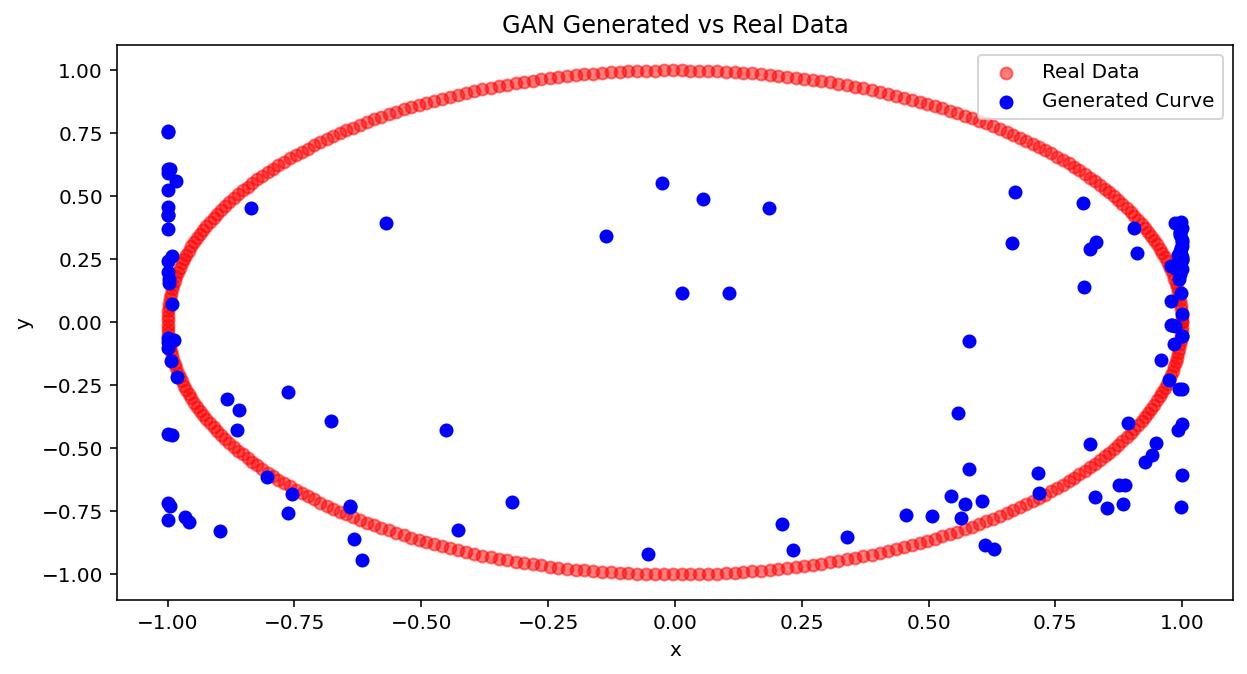 GAN Generated vs Real Data
Real Data
Generated Curve
1.00
0.75
0.50
0.25
0.00
−0.25
−0.50
−0.75
−1.00
y
−1.00 −0.75 −0.50 −0.25 0.00 0.25 0.50 0.75 1.00
x